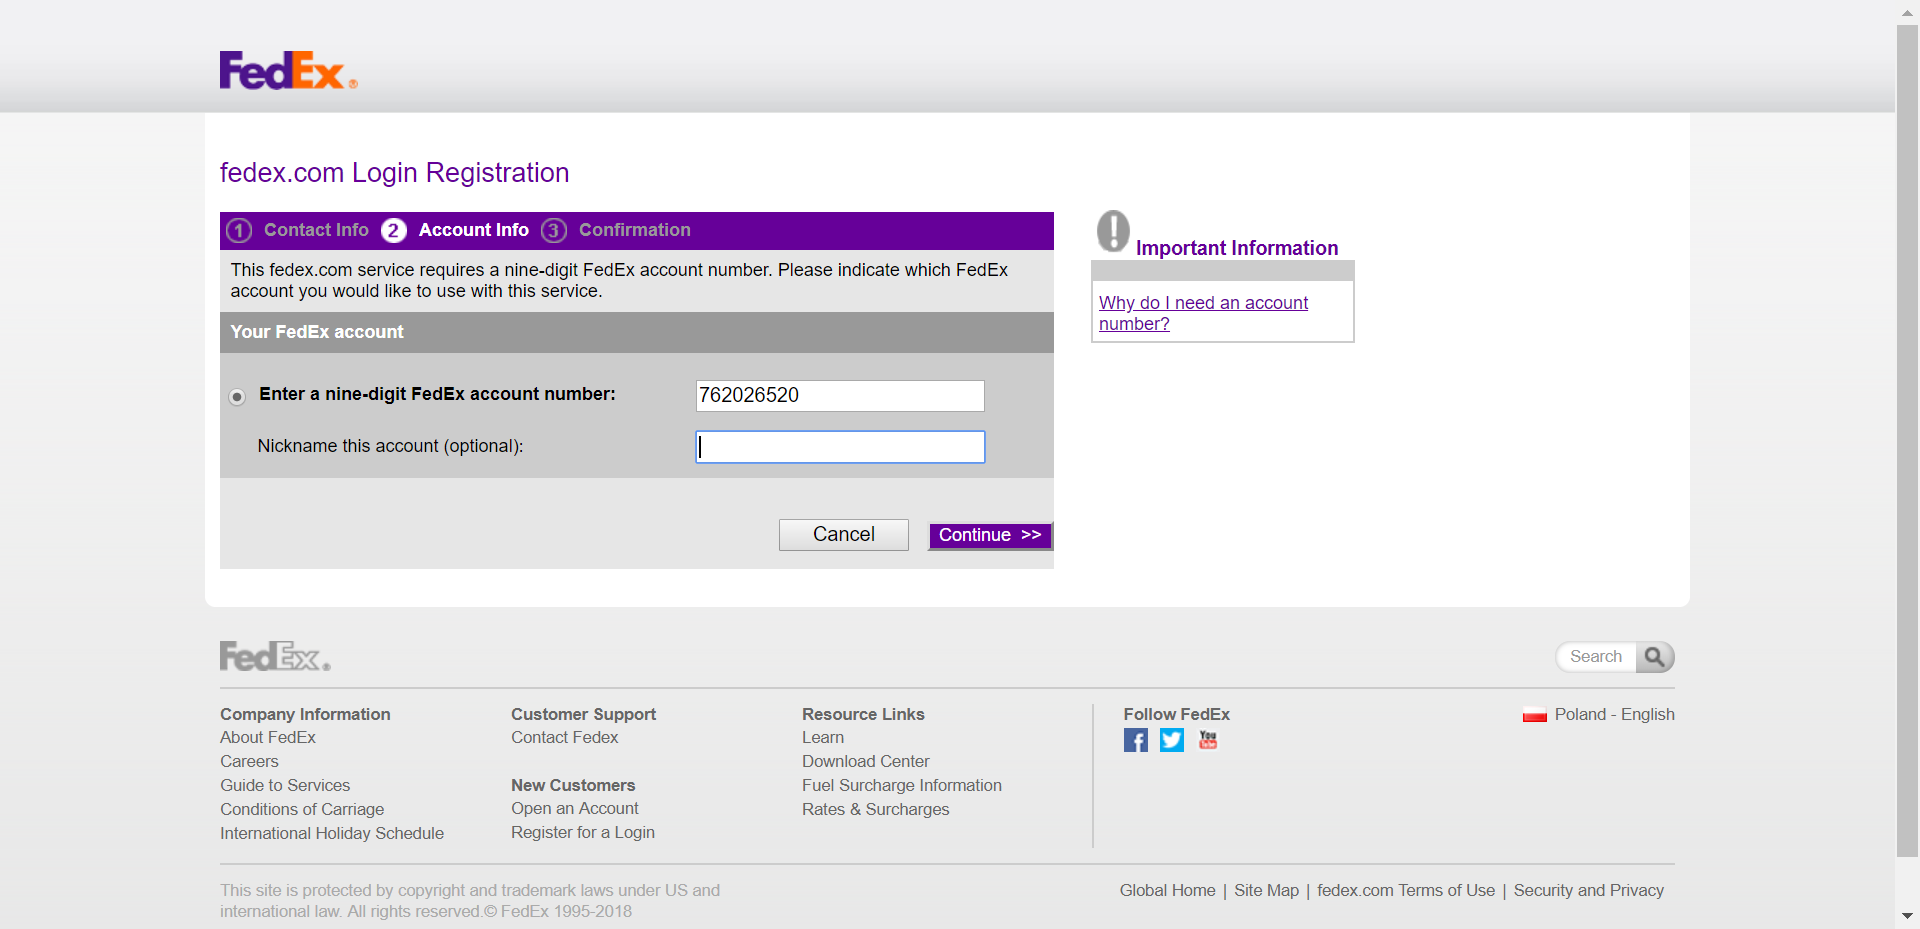 FedEx®
fedex.com Login Registration
1 Contact Info 2 Account Info 3 Confirmation
This fedex.com service requires a nine-digit FedEx account number. Please indicate which FedEx
account you would like to use with this service.
Your FedEx account
Enter a nine-digit FedEx account number: 762026520
Nickname this account (optional):
Cancel Continue >>
! Important Information
Why do I need an account
number?
FedEx®
Search
Company Information
About FedEx
Careers
Guide to Services
Conditions of Carriage
International Holiday Schedule
Customer Support
Contact Fedex
New Customers
Open an Account
Register for a Login
Resource Links
Learn
Download Center
Fuel Surcharge Information
Rates & Surcharges
Follow FedEx
f
You
Tube
Poland - English
This site is protected by copyright and trademark laws under US and
international law. All rights reserved.© FedEx 1995-2018
Global Home | Site Map | fedex.com Terms of Use | Security and Privacy